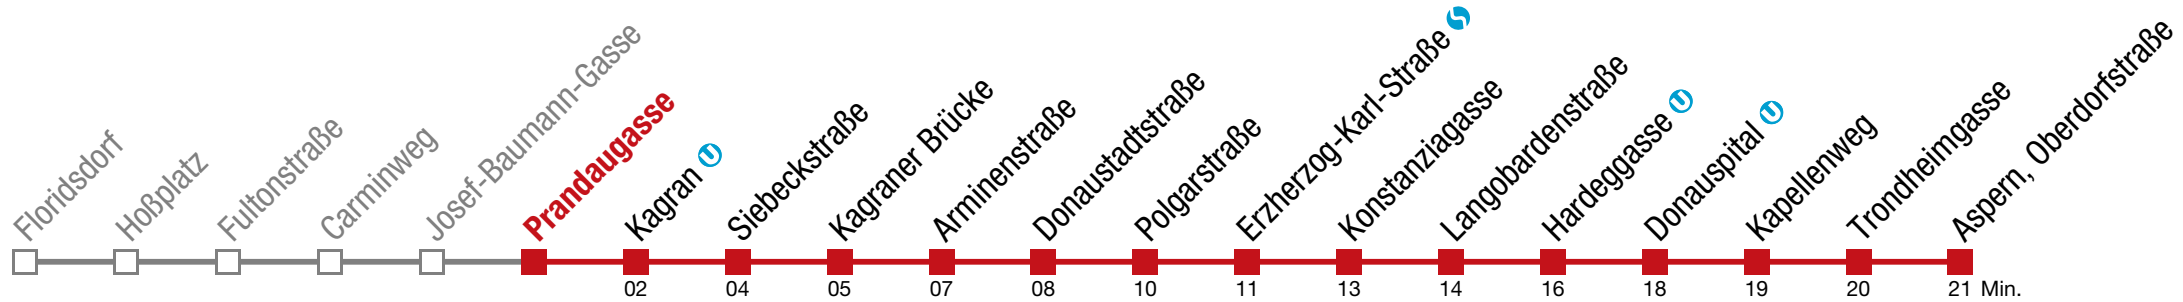 Floridsdorf
Hoßplatz
Fultonstraße
Carminweg
Josef-Baumann-Gasse
Prandaugasse
Kagran U
Siebeckstraße
Kagraner Brücke
Arminenstraße
Donaustadtstraße
Polgarstraße
Erzherzog-Karl-Straße S
Konstanziagasse
Langobardenstraße
Hardeggasse U
Donauspital U
Kapellenweg
Trondheimgasse
Aspern, Oberdorfstraße
02 04 05 07 08 10 11 13 14 16 18 19 20 21 Min.